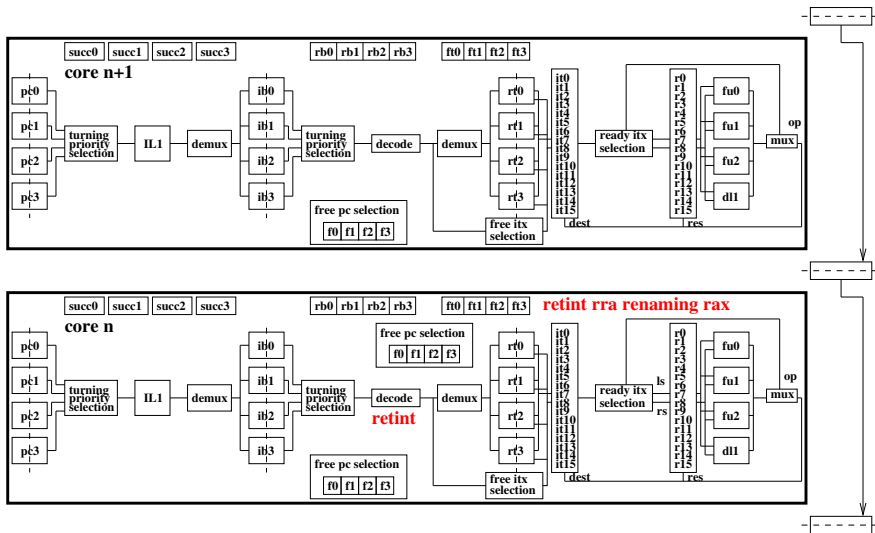 succ0 succ1 succ2 succ3 rb0 rb1 rb2 rb3 ft0 ft1 ft2 ft3
core n+1
pc0
pc1
pc2
pc3
turning
priority
selection
IL1
demux
ib0
ib1
ib2
ib3
turning
priority
selection
decode
demux
free pc selection
f0 f1 f2 f3
rt0
rt1
rt2
rt3
free itx
selection
it0
it1
it2
it3
it4
it5
it6
it7
it8
it9
it10
it11
it12
it13
it14
it15
dest
ready itx
selection
r0
r1
r2
r3
r4
r5
r6
r7
r8
r9
r10
r11
r12
r13
r14
r15
res
fu0
fu1
fu2
dl1
op
mux
succ0 succ1 succ2 succ3 rb0 rb1 rb2 rb3 ft0 ft1 ft2 ft3 retint rra renaming rax
core n
pc0
pc1
pc2
pc3
turning
priority
selection
IL1
demux
ib0
ib1
ib2
ib3
turning
priority
selection
free pc selection
f0 f1 f2 f3
decode
retint
demux
free pc selection
f0 f1 f2 f3
rt0
rt1
rt2
rt3
free itx
selection
it0
it1
it2
it3
it4
it5
it6
it7
it8
it9
it10
it11
it12
it13
it14
it15
dest
ready itx
selection
ls
rs
r0
r1
r2
r3
r4
r5
r6
r7
r8
r9
r10
r11
r12
r13
r14
r15
res
fu0
fu1
fu2
dl1
op
mux